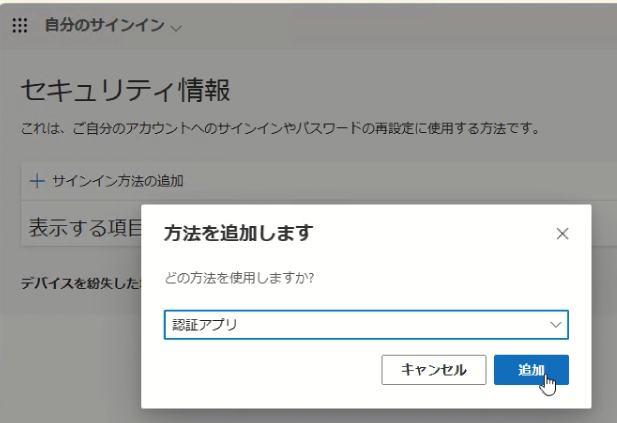 自分のサインイン
セキュリティ情報
これは、ご自分のアカウントへのサインインやパスワードの再設定に使用する方法です。
サインイン方法の追加
表示する項目
デバイスを紛失した
方法を追加します
どの方法を使用しますか?
認証アプリ
キャンセル
追加